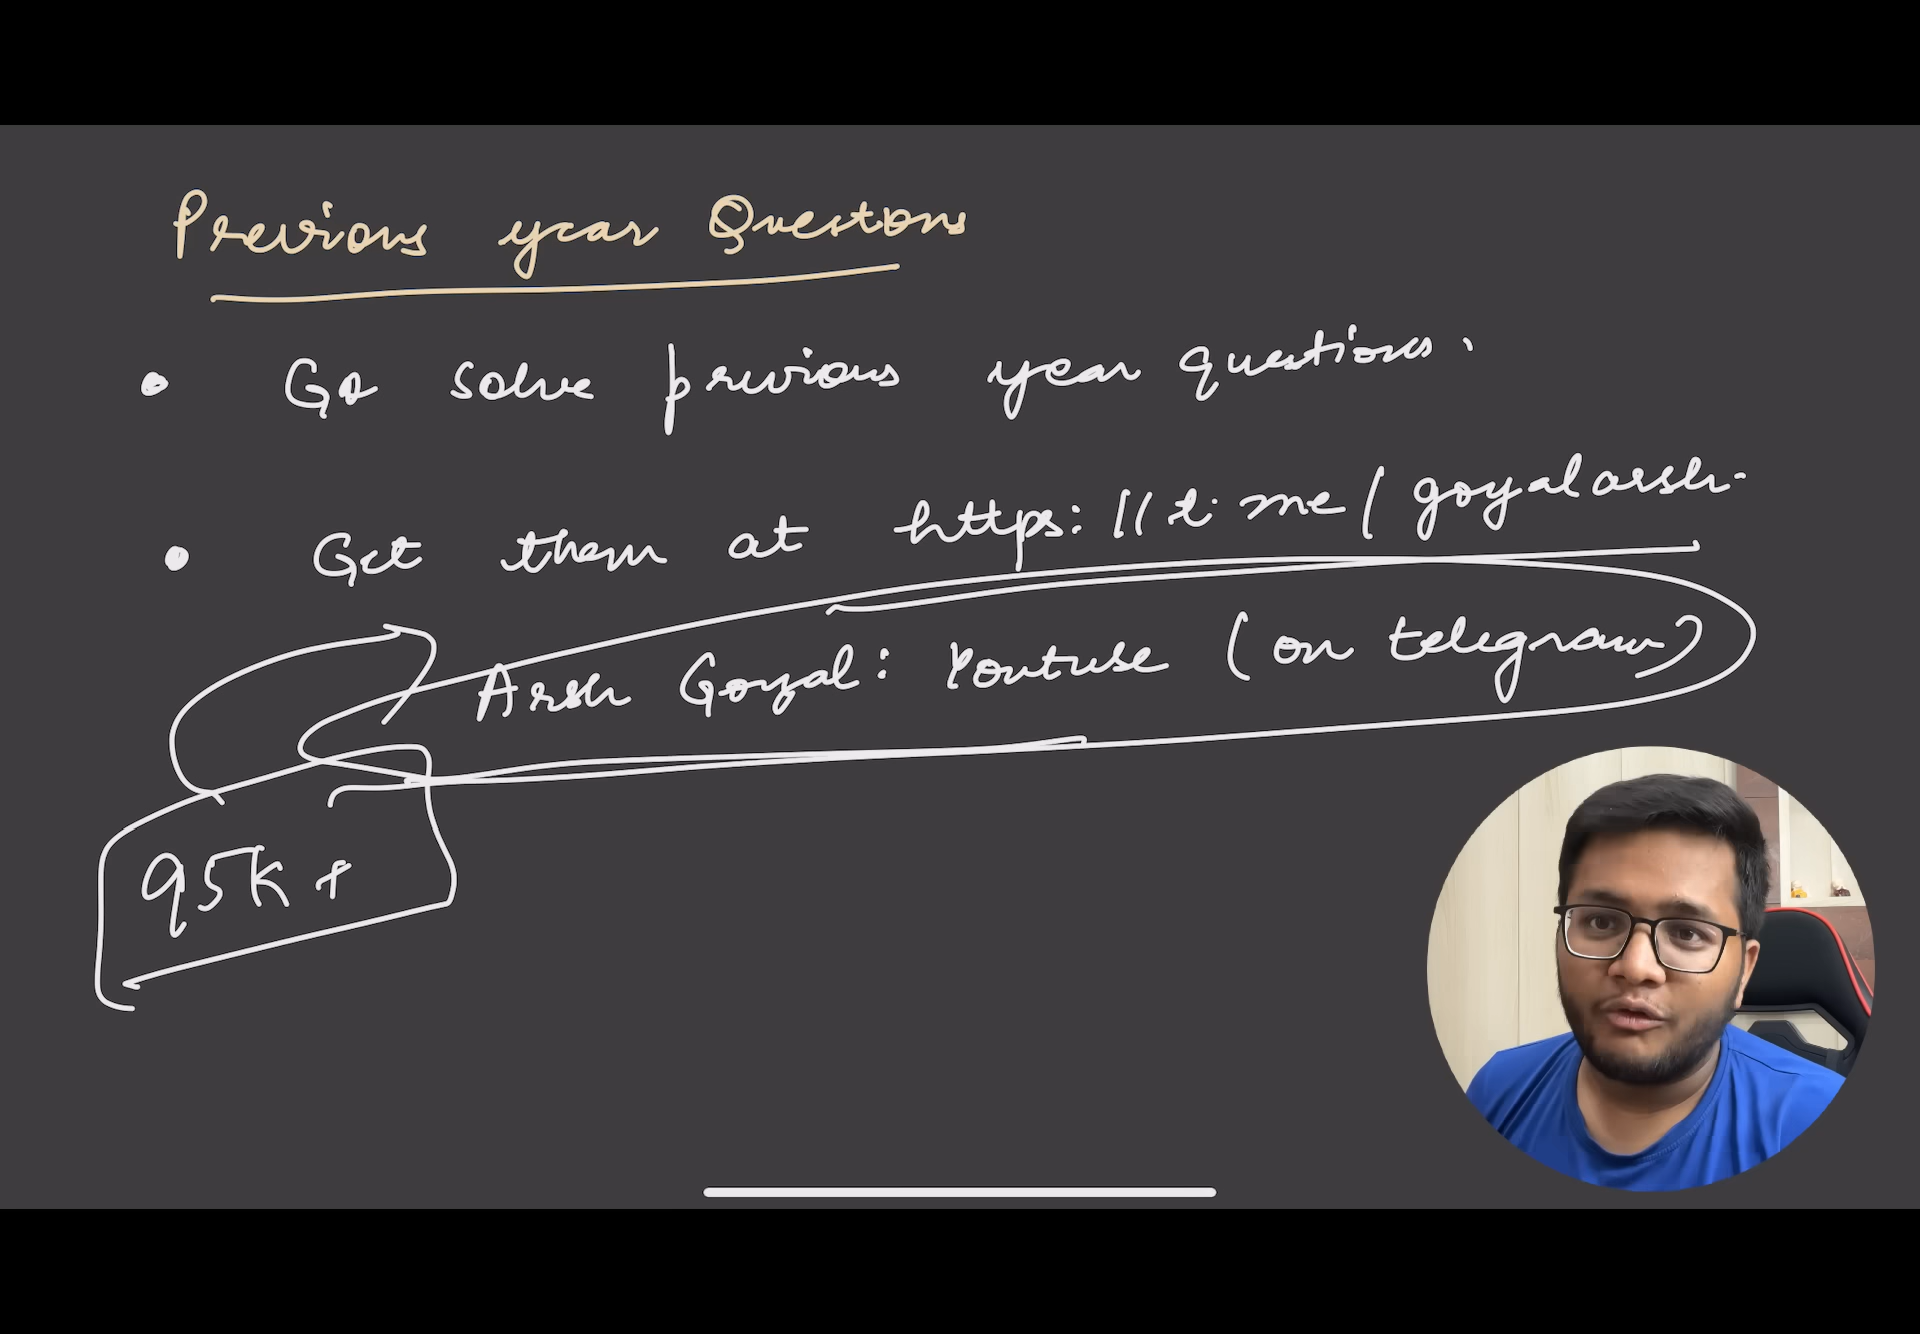 Previous year Questions
• Go solve previous year questions.
• Get them at https://t.me/goyalarsh
Arsh Goyal: Youtube (on telegram)
95K+